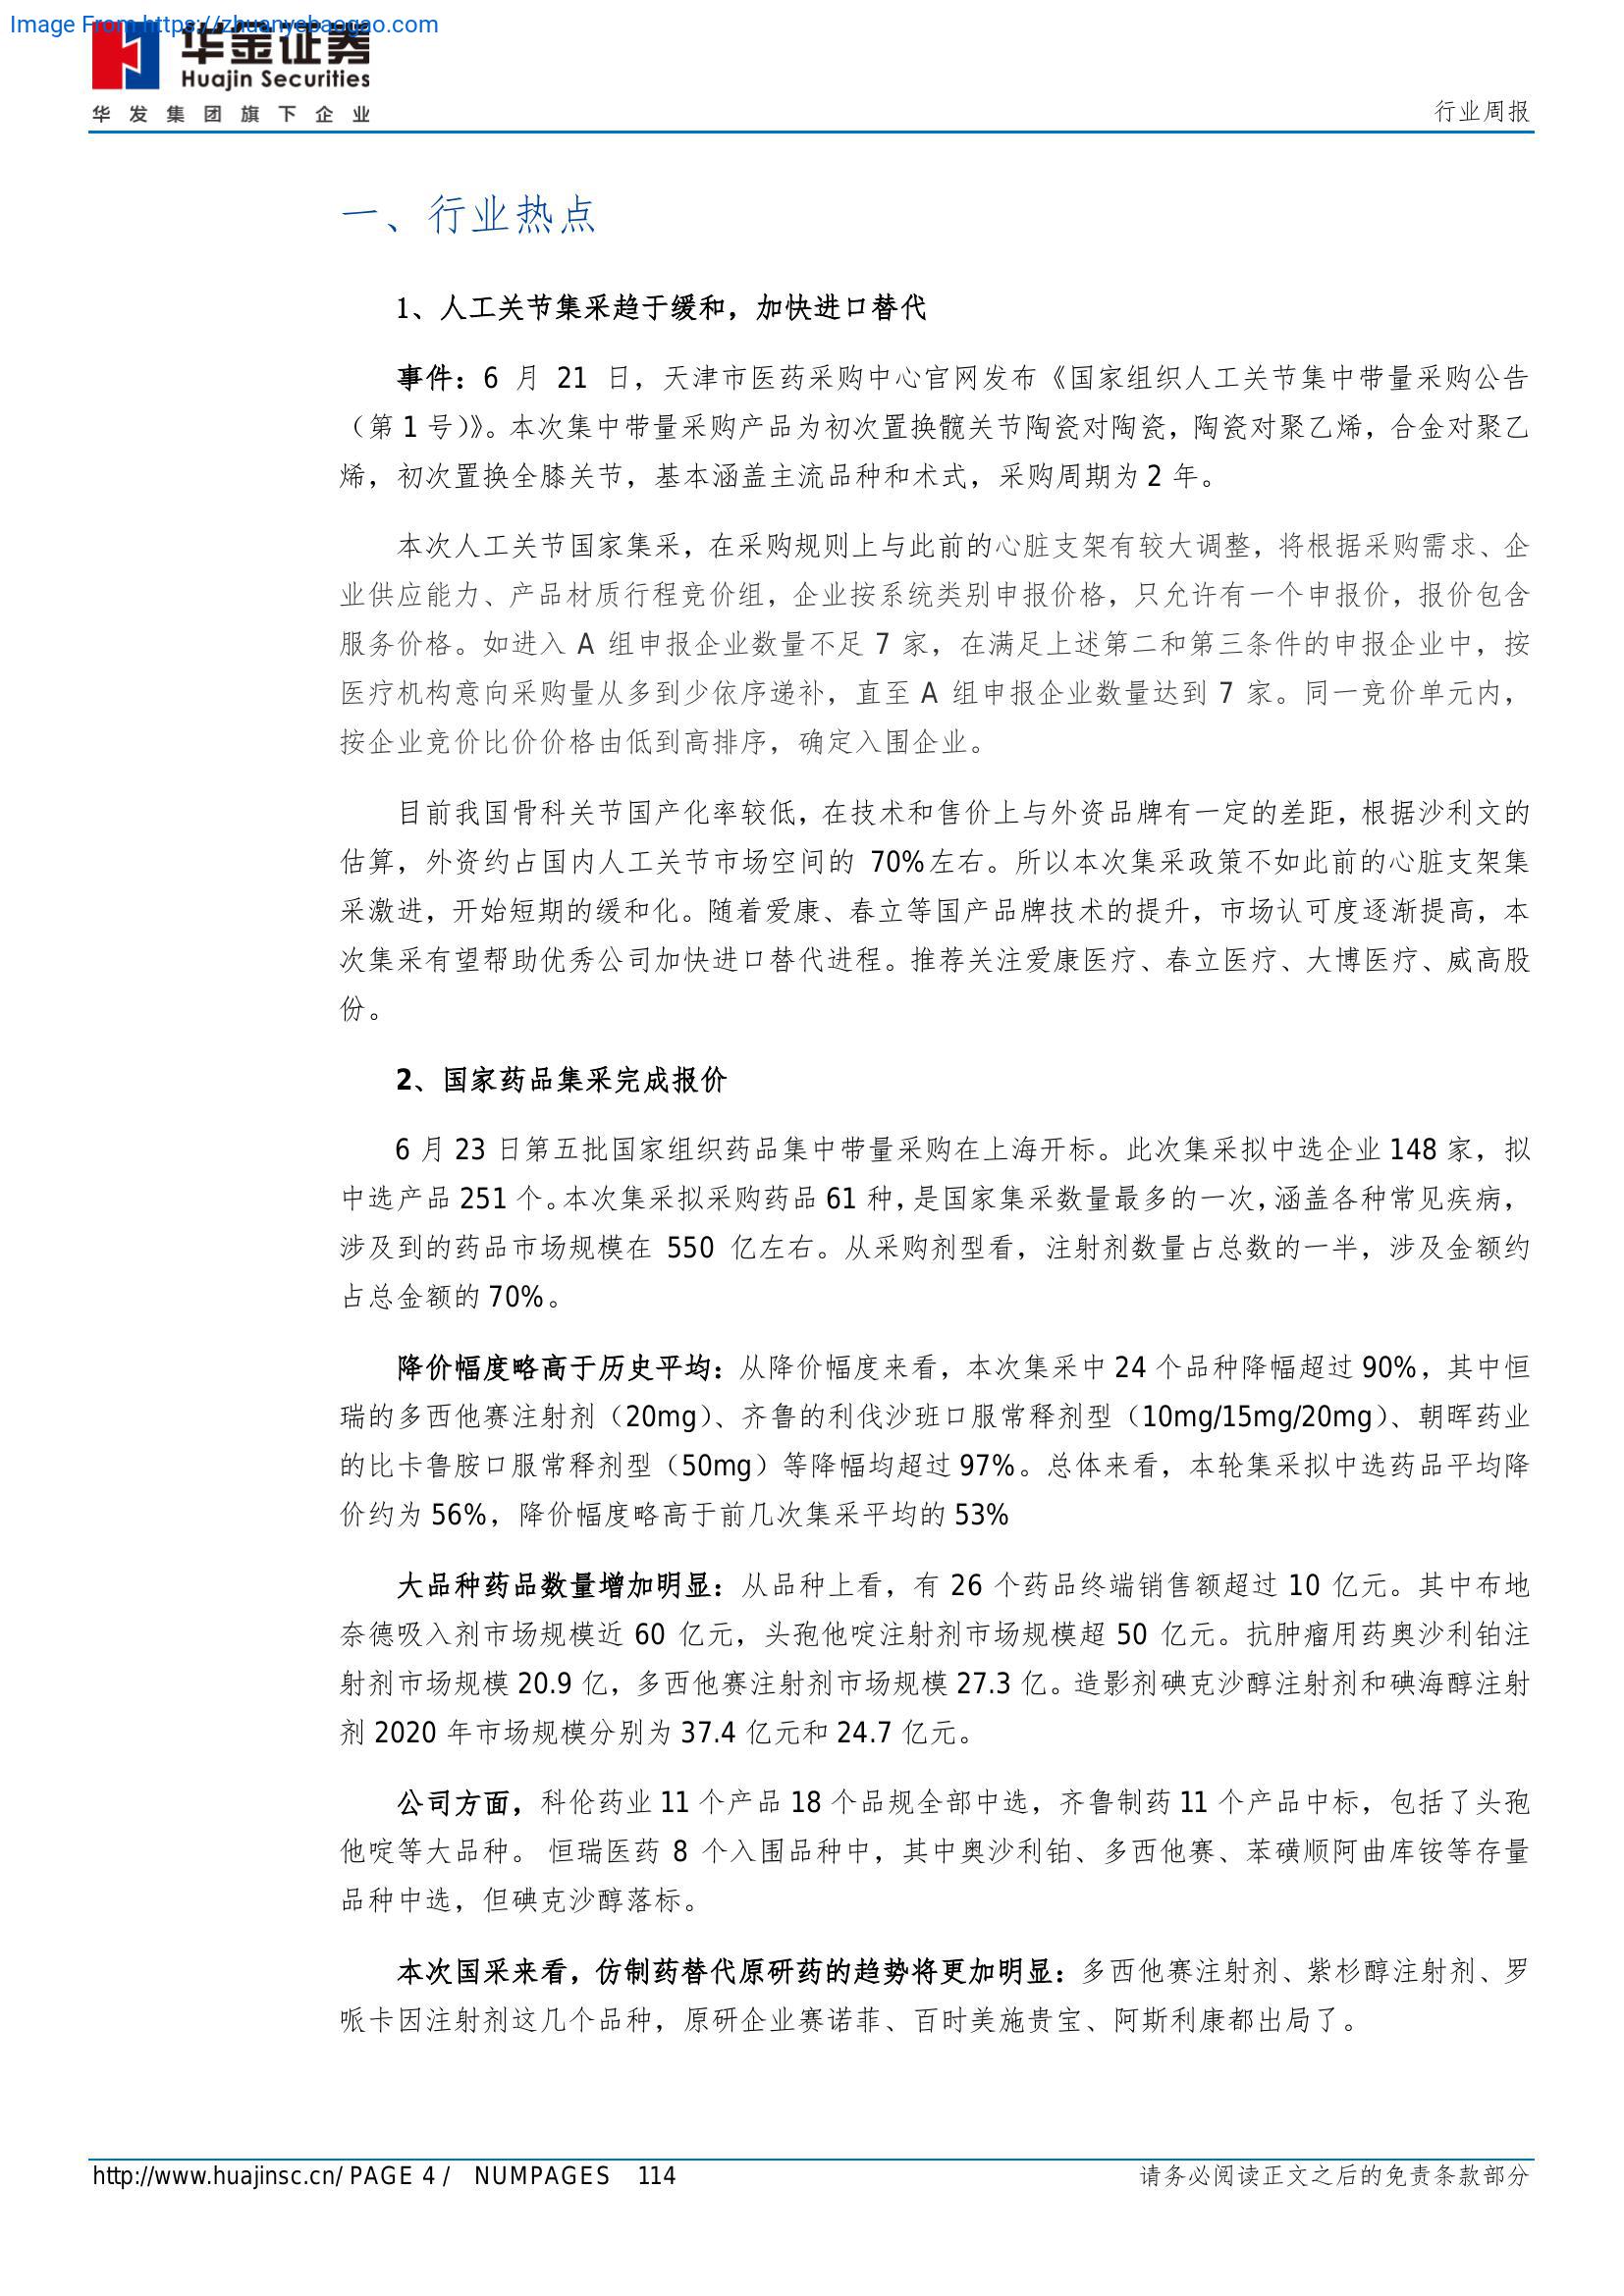 Image From https://zhuanyebaogao.com
华金证券
Huajin Securities
华发集团旗下企业
行业周报
一、行业热点
1、人工关节集采趋于缓和，加快进口替代
事件：6 月 21 日，天津市医药采购中心官网发布《国家组织人工关节集中带量采购公告
（第 1 号）》。本次集中带量采购产品为初次置换髋关节陶瓷对陶瓷，陶瓷对聚乙烯，合金对聚乙
烯，初次置换全膝关节，基本涵盖主流品种和术式，采购周期为 2 年。
本次人工关节国家集采，在采购规则上与此前的心脏支架有较大调整，将根据采购需求、企
业供应能力、产品材质行程竞价组，企业按系统类别申报价格，只允许有一个申报价，报价包含
服务价格。如进入 A 组申报企业数量不足 7 家，在满足上述第二和第三条件的申报企业中，按
医疗机构意向采购量从多到少依序递补，直至 A 组申报企业数量达到 7 家。同一竞价单元内，
按企业竞价比价价格由低到高排序，确定入围企业。
目前我国骨科关节国产化率较低，在技术和售价上与外资品牌有一定的差距，根据沙利文的
估算，外资约占国内人工关节市场空间的 70%左右。所以本次集采政策不如此前的心脏支架集
采激进，开始短期的缓和化。随着爱康、春立等国产品牌技术的提升，市场认可度逐渐提高，本
次集采有望帮助优秀公司加快进口替代进程。推荐关注爱康医疗、春立医疗、大博医疗、威高股
份。
2、国家药品集采完成报价
6 月 23 日第五批国家组织药品集中带量采购在上海开标。此次集采拟中选企业 148 家，拟
中选产品 251 个。本次集采拟采购药品 61 种，是国家集采数量最多的一次，涵盖各种常见疾病，
涉及到的药品市场规模在 550 亿左右。从采购剂型看，注射剂数量占总数的一半，涉及金额约
占总金额的 70%。
降价幅度略高于历史平均：从降价幅度来看，本次集采中 24 个品种降幅超过 90%，其中恒
瑞的多西他赛注射剂（20mg）、齐鲁的利伐沙班口服常释剂型（10mg/15mg/20mg）、朝晖药业
的比卡鲁胺口服常释剂型（50mg）等降幅均超过 97%。总体来看，本轮集采拟中选药品平均降
价约为 56%，降价幅度略高于前几次集采平均的 53%
大品种药品数量增加明显：从品种上看，有 26 个药品终端销售额超过 10 亿元。其中布地
奈德吸入剂市场规模近 60 亿元，头孢他啶注射剂市场规模超 50 亿元。抗肿瘤用药奥沙利铂注
射剂市场规模 20.9 亿，多西他赛注射剂市场规模 27.3 亿。造影剂碘克沙醇注射剂和碘海醇注射
剂 2020 年市场规模分别为 37.4 亿元和 24.7 亿元。
公司方面，科伦药业 11 个产品 18 个品规全部中选，齐鲁制药 11 个产品中标，包括了头孢
他啶等大品种。 恒瑞医药 8 个入围品种中，其中奥沙利铂、多西他赛、苯磺顺阿曲库铵等存量
品种中选，但碘克沙醇落标。
本次国采来看，仿制药替代原研药的趋势将更加明显：多西他赛注射剂、紫杉醇注射剂、罗
哌卡因注射剂这几个品种，原研企业赛诺菲、百时美施贵宝、阿斯利康都出局了。
http://www.huajinsc.cn/ PAGE 4 / NUMPAGES 114
请务必阅读正文之后的免责条款部分